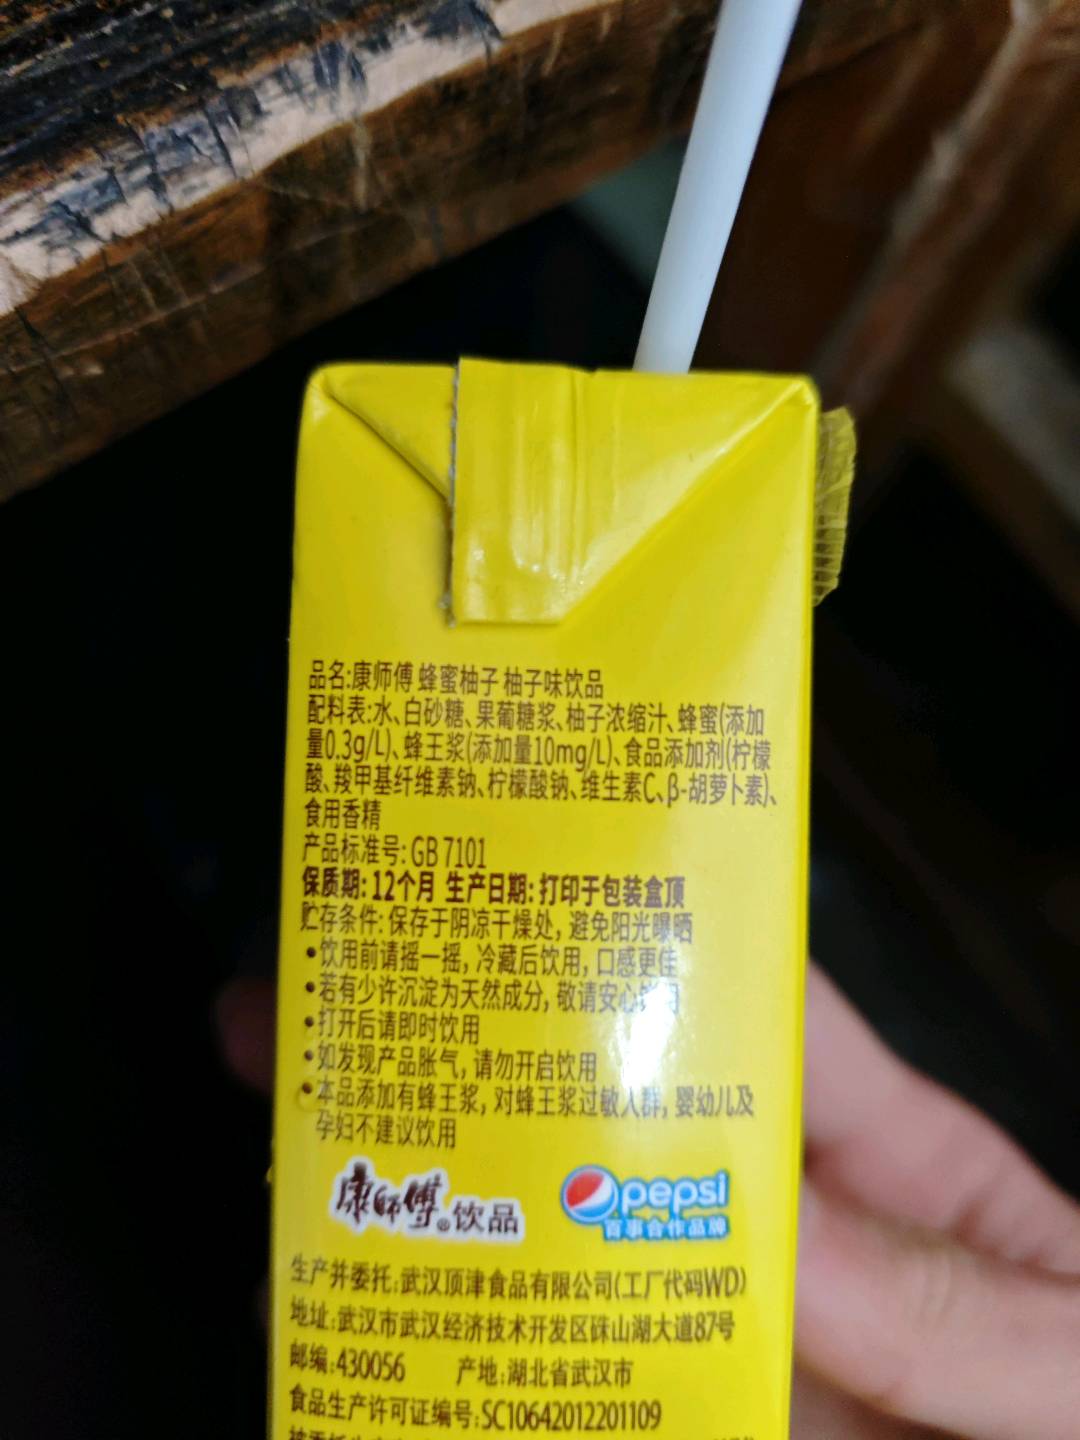 品名:康师傅 蜂蜜柚子 柚子味饮品
配料表:水、白砂糖、果葡糖浆、柚子浓缩汁、蜂蜜(添加
量0.3g/L)、蜂王浆(添加量10mg/L)、食品添加剂(柠檬
酸、羧甲基纤维素钠、柠檬酸钠、维生素C、β-胡萝卜素)、
食用香精
产品标准号: GB 7101
保质期: 12个月 生产日期: 打印于包装盒顶
贮存条件: 保存于阴凉干燥处, 避免阳光曝晒
•饮用前请摇一摇, 冷藏后饮用, 口感更佳
•若有少许沉淀为天然成分, 敬请安心饮用
•打开后请即时饮用
•如发现产品胀气, 请勿开启饮用
•本品添加有蜂王浆, 对蜂王浆过敏人群, 婴幼儿及
孕妇不建议饮用
康師傅®饮品 pepsi
百事合作品牌
生产并委托:武汉顶津食品有限公司(工厂代码WD)
地址:武汉市武汉经济技术开发区硃山湖大道87号
邮编:430056 产地:湖北省武汉市
食品生产许可证编号:SC10642012201109